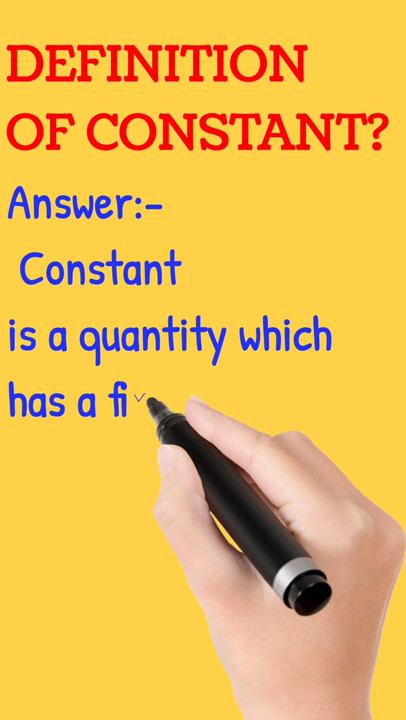 DEFINITION
OF CONSTANT?
Answer:-
Constant
is a quantity which
has a fi